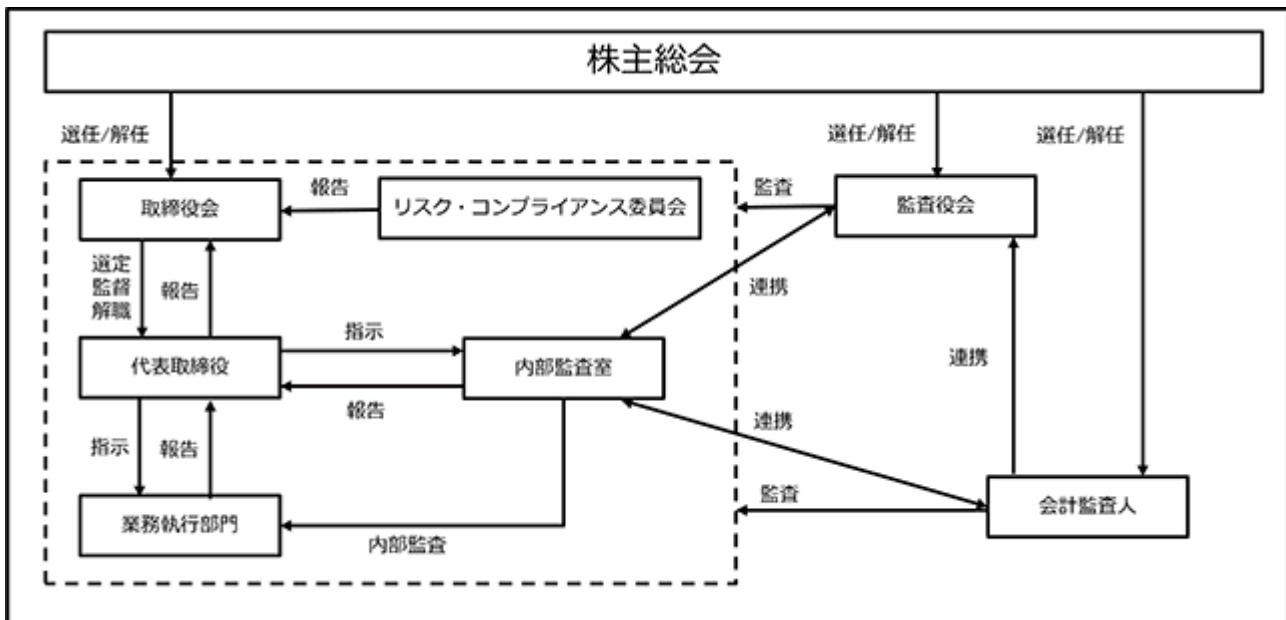 株主総会
選任/解任
選任/解任
選任/解任
取締役会
報告
リスク・コンプライアンス委員会
監査
監査役会
選定
監督
解職
報告
連携
代表取締役
指示
内部監査室
報告
連携
指示
報告
連携
業務執行部門
内部監査
監査
会計監査人